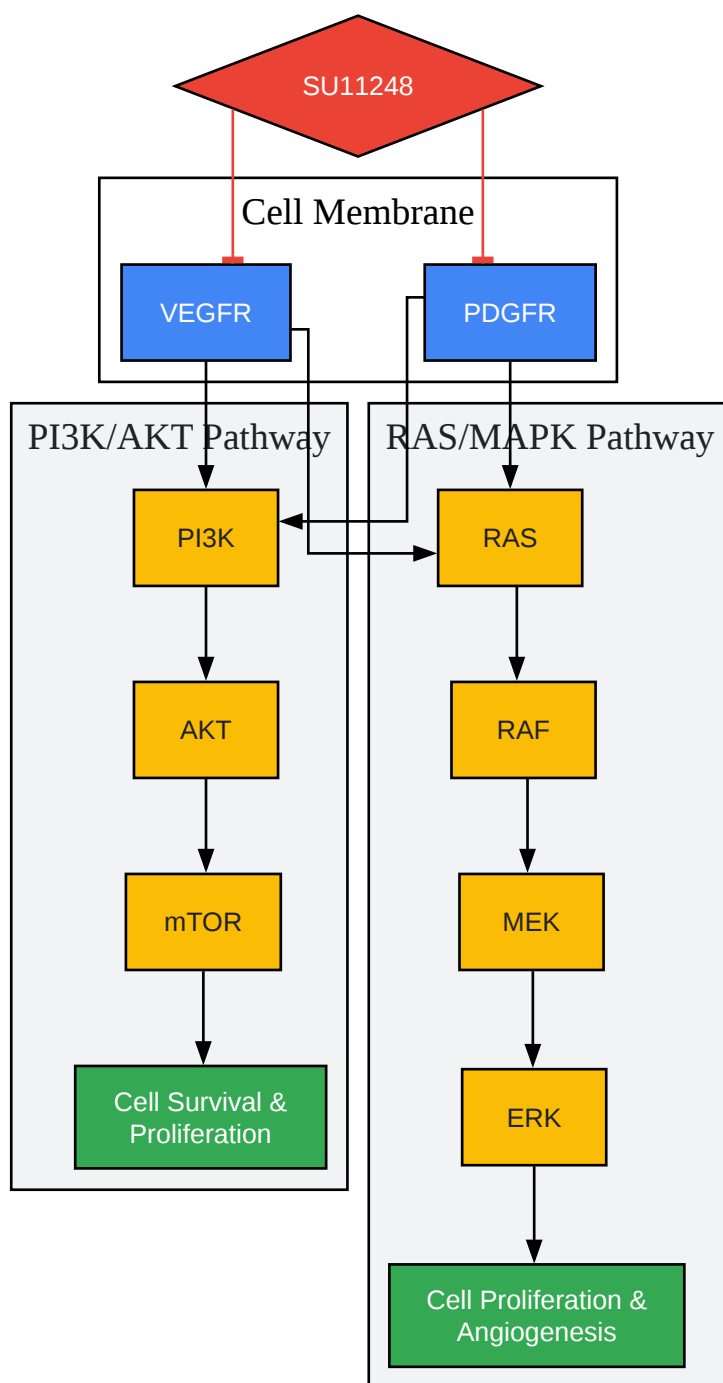 SU11248
Cell Membrane
VEGFR
PDGFR
PI3K/AKT Pathway
RAS/MAPK Pathway
PI3K
RAS
AKT
RAF
mTOR
MEK
Cell Survival &
Proliferation
ERK
Cell Proliferation &
Angiogenesis